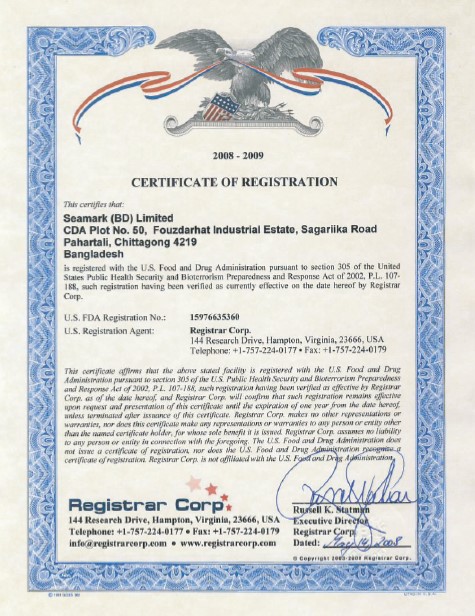 2008 - 2009
CERTIFICATE OF REGISTRATION
This certifies that:
Seamark (BD) Limited
CDA Plot No. 50, Fouzdarhat Industrial Estate, Sagariika Road
Pahartali, Chittagong 4219
Bangladesh
is registered with the U.S. Food and Drug Administration pursuant to section 305 of the United
States Public Health Security and Bioterrorism Preparedness and Response Act of 2002, P.L. 107-
188, such registration having been verified as currently effective on the date hereof by Registrar
Corp.
U.S. FDA Registration No.: 15976635360
U.S. Registration Agent: Registrar Corp.
144 Research Drive, Hampton, Virginia, 23666, USA
Telephone: +1-757-224-0177 • Fax: +1-757-224-0179
This certificate affirms that the above stated facility is registered with the U.S. Food and Drug
Administration pursuant to section 305 of the U.S. Public Health Security and Bioterrorism Preparedness
and Response Act of 2002, P.L. 107-188, such registration having been verified as effective by Registrar
Corp. as of the date hereof, and Registrar Corp. will confirm that such registration remains effective
upon request and presentation of this certificate until the expiration of one year from the date hereof,
unless terminated after issuance of this certificate. Registrar Corp. makes no other representations or
warranties, nor does this certificate make any representations or warranties to any person or entity other
than the named certificate holder, for whose sole benefit it is issued. Registrar Corp. assumes no liability
to any person or entity in connection with the foregoing. The U.S. Food and Drug Administration does
not issue a certificate of registration, nor does the U.S. Food and Drug Administration recognize a
certificate of registration. Registrar Corp. is not affiliated with the U.S. Food and Drug Administration.
Registrar Corp.
144 Research Drive, Hampton, Virginia, 23666, USA
Telephone: +1-757-224-0177 • Fax: +1-757-224-0179
info@registrarcorp.com • www.registrarcorp.com
Russell K. Statman
Executive Director
Registrar Corp.
Dated: May 14, 2008
© Copyright 2003-2008 Registrar Corp.